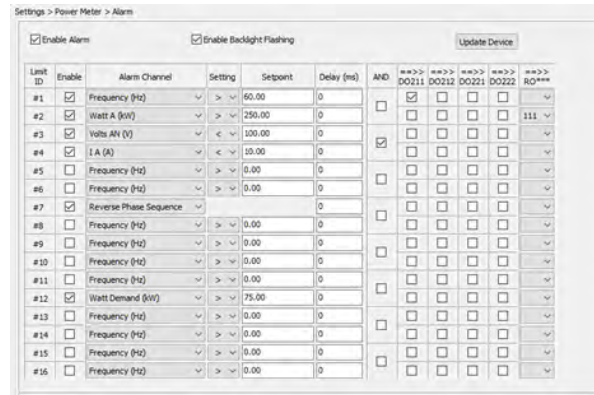 Settings > Power Meter > Alarm
Enable Alarm Enable Backlight Flashing Update Device
Limit ID Enable Alarm Channel Setting Setpoint Delay (ms) AND ==>> DO211 ==>> DO212 ==>> DO221 ==>> DO222 ==>> RO***
#1 Frequency (Hz) > 60.00 0
#2 Watt A (kW) > 250.00 0 111
#3 Volts AN (V) < 100.00 0
#4 I A (A) < 10.00 0
#5 Frequency (Hz) > 0.00 0
#6 Frequency (Hz) > 0.00 0
#7 Reverse Phase Sequence 0
#8 Frequency (Hz) > 0.00 0
#9 Frequency (Hz) > 0.00 0
#10 Frequency (Hz) > 0.00 0
#11 Frequency (Hz) > 0.00 0
#12 Watt Demand (kW) > 75.00 0
#13 Frequency (Hz) > 0.00 0
#14 Frequency (Hz) > 0.00 0
#15 Frequency (Hz) > 0.00 0
#16 Frequency (Hz) > 0.00 0